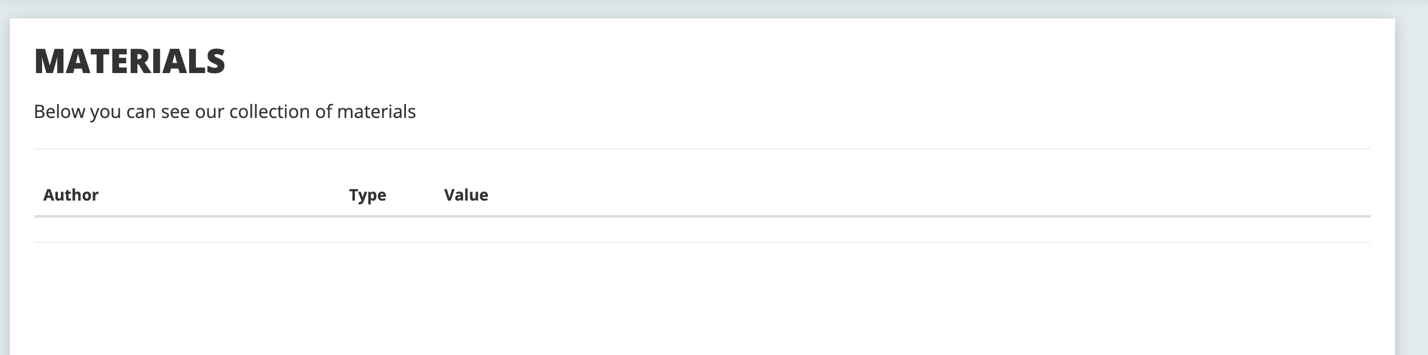 MATERIALS
Below you can see our collection of materials
Author Type Value